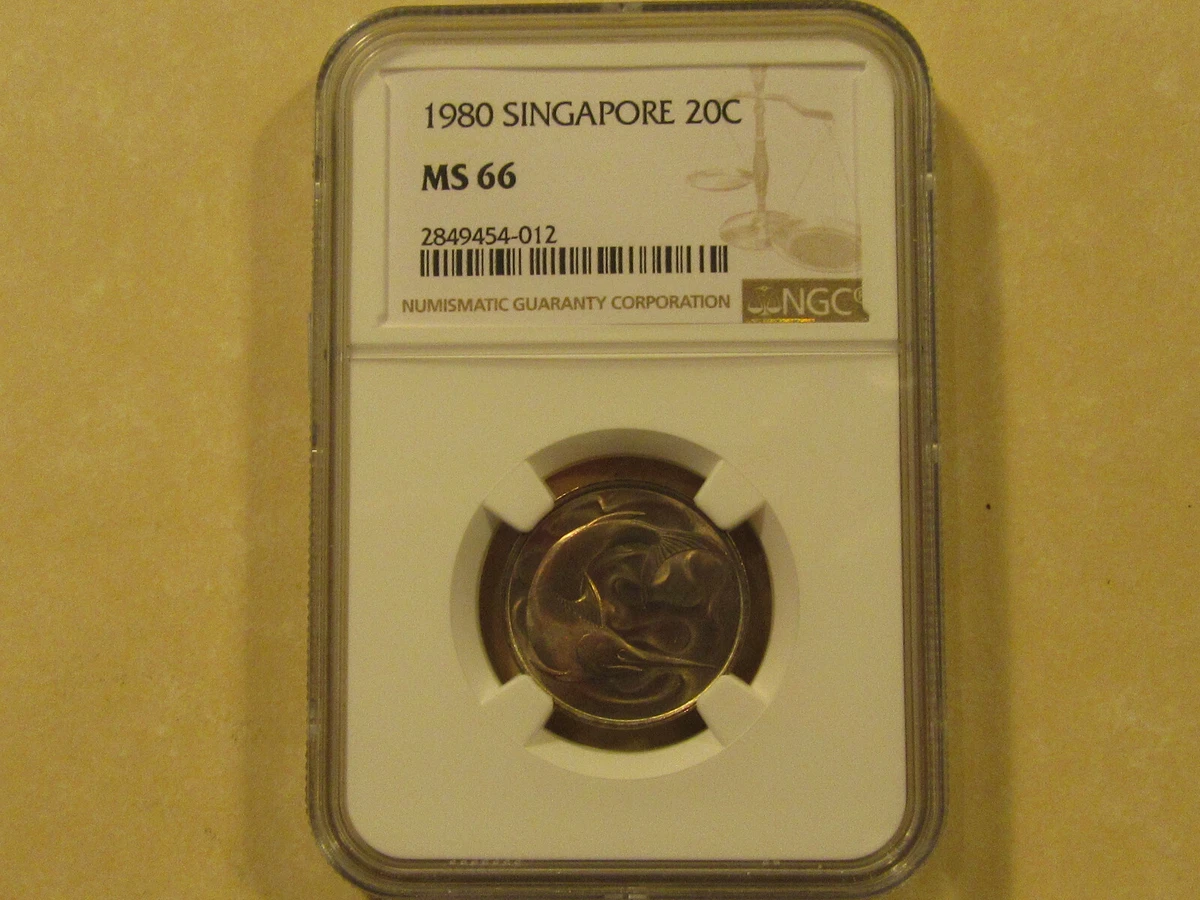 1980 SINGAPORE 20C
MS 66
2849454-012
NUMISMATIC GUARANTY CORPORATION
NGC®